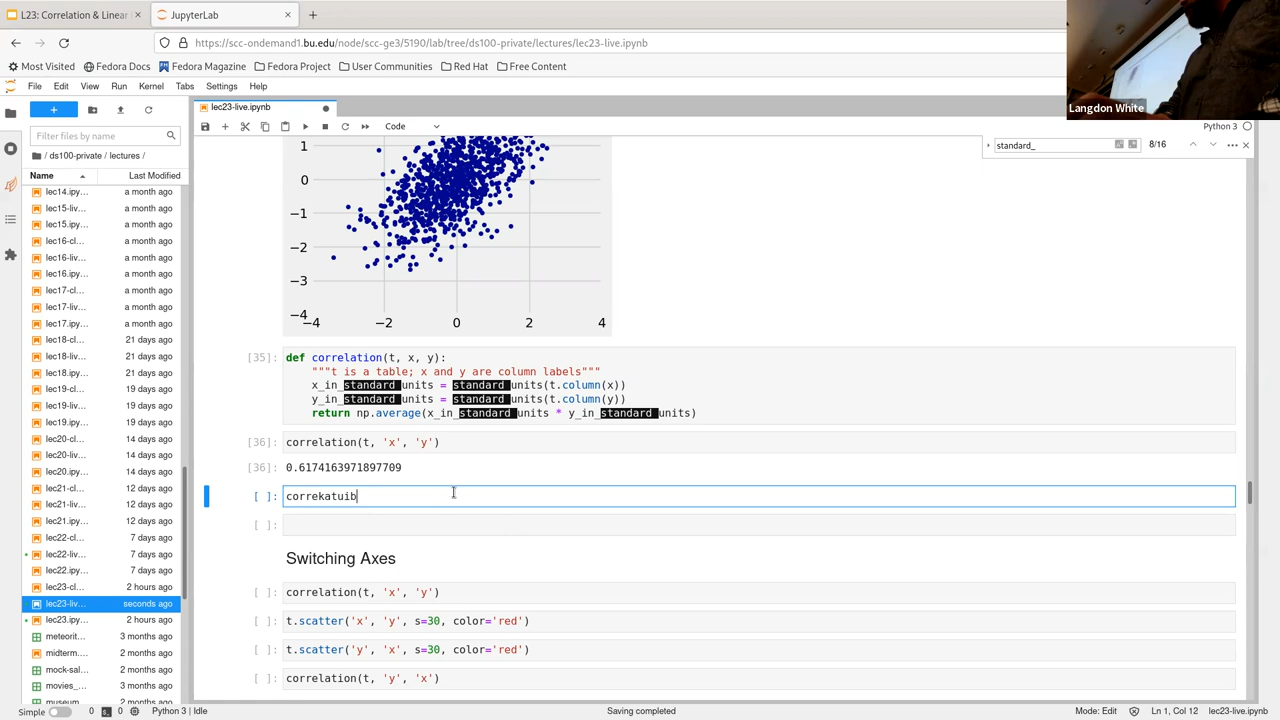 L23: Correlation & Linear
JupyterLab
https://scc-ondemand1.bu.edu/node/scc-ge3/5190/lab/tree/ds100-private/lectures/lec23-live.ipynb
Most Visited
Fedora Docs
Fedora Magazine
Fedora Project
User Communities
Red Hat
Free Content
Langdon White
File Edit View Run Kernel Tabs Settings Help
lec23-live.ipynb
Filter files by name
Code
Python 3
/ ds100-private / lectures /
standard_
8/16
Name Last Modified
lec14.ipy... a month ago
lec15-liv... a month ago
lec15.ipy... a month ago
lec16-cl... a month ago
lec16-liv... a month ago
lec16.ipy... a month ago
lec17-cl... a month ago
lec17-liv... a month ago
lec17.ipy... a month ago
lec18-cl... 21 days ago
lec18-liv... 21 days ago
lec18.ipy... 21 days ago
lec19-cl... 19 days ago
lec19-liv... 19 days ago
lec19.ipy... 19 days ago
lec20-cl... 14 days ago
lec20-liv... 14 days ago
lec20.ipy... 14 days ago
lec21-cl... 12 days ago
lec21-liv... 12 days ago
lec21.ipy... 12 days ago
lec22-cl... 7 days ago
lec22-liv... 7 days ago
lec22.ipy... 7 days ago
lec23-cl... 2 hours ago
lec23-liv... seconds ago
lec23.ipy... 2 hours ago
meteorit... 3 months ago
midterm.... 2 months ago
mock-sal... 2 months ago
movies_... 3 months ago
museum 2 months ago
1
0
−1
−2
−3
−4
−4 −2 0 2 4
[35]: def correlation(t, x, y):
"""t is a table; x and y are column labels"""
x_in_standard_units = standard_units(t.column(x))
y_in_standard_units = standard_units(t.column(y))
return np.average(x_in_standard_units * y_in_standard_units)
[36]: correlation(t, 'x', 'y')
[36]: 0.6174163971897709
[ ]: correkatuib
[ ]:
Switching Axes
[ ]: correlation(t, 'x', 'y')
[ ]: t.scatter('x', 'y', s=30, color='red')
[ ]: t.scatter('y', 'x', s=30, color='red')
[ ]: correlation(t, 'y', 'x')
Simple 0 0 Python 3 | Idle Saving completed Mode: Edit Ln 1, Col 12 lec23-live.ipynb